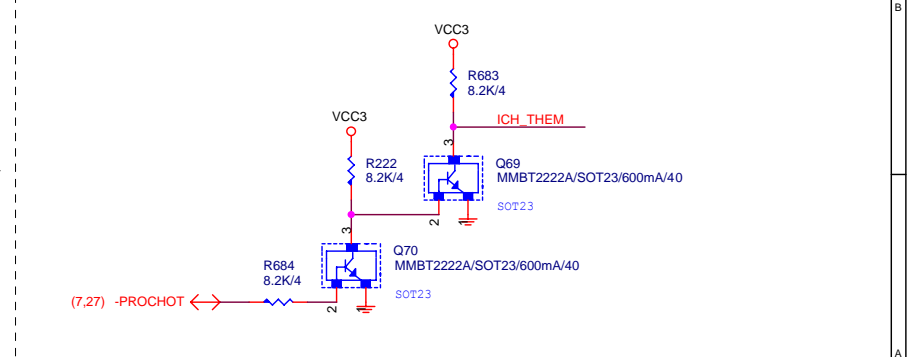 B
VCC3
R683
8.2K/4
ICH_THEM
VCC3
3
R222
8.2K/4
Q69
MMBT2222A/SOT23/600mA/40
SOT23
2
1
3
Q70
MMBT2222A/SOT23/600mA/40
R684
8.2K/4
SOT23
(7,27) -PROCHOT
2
1
A